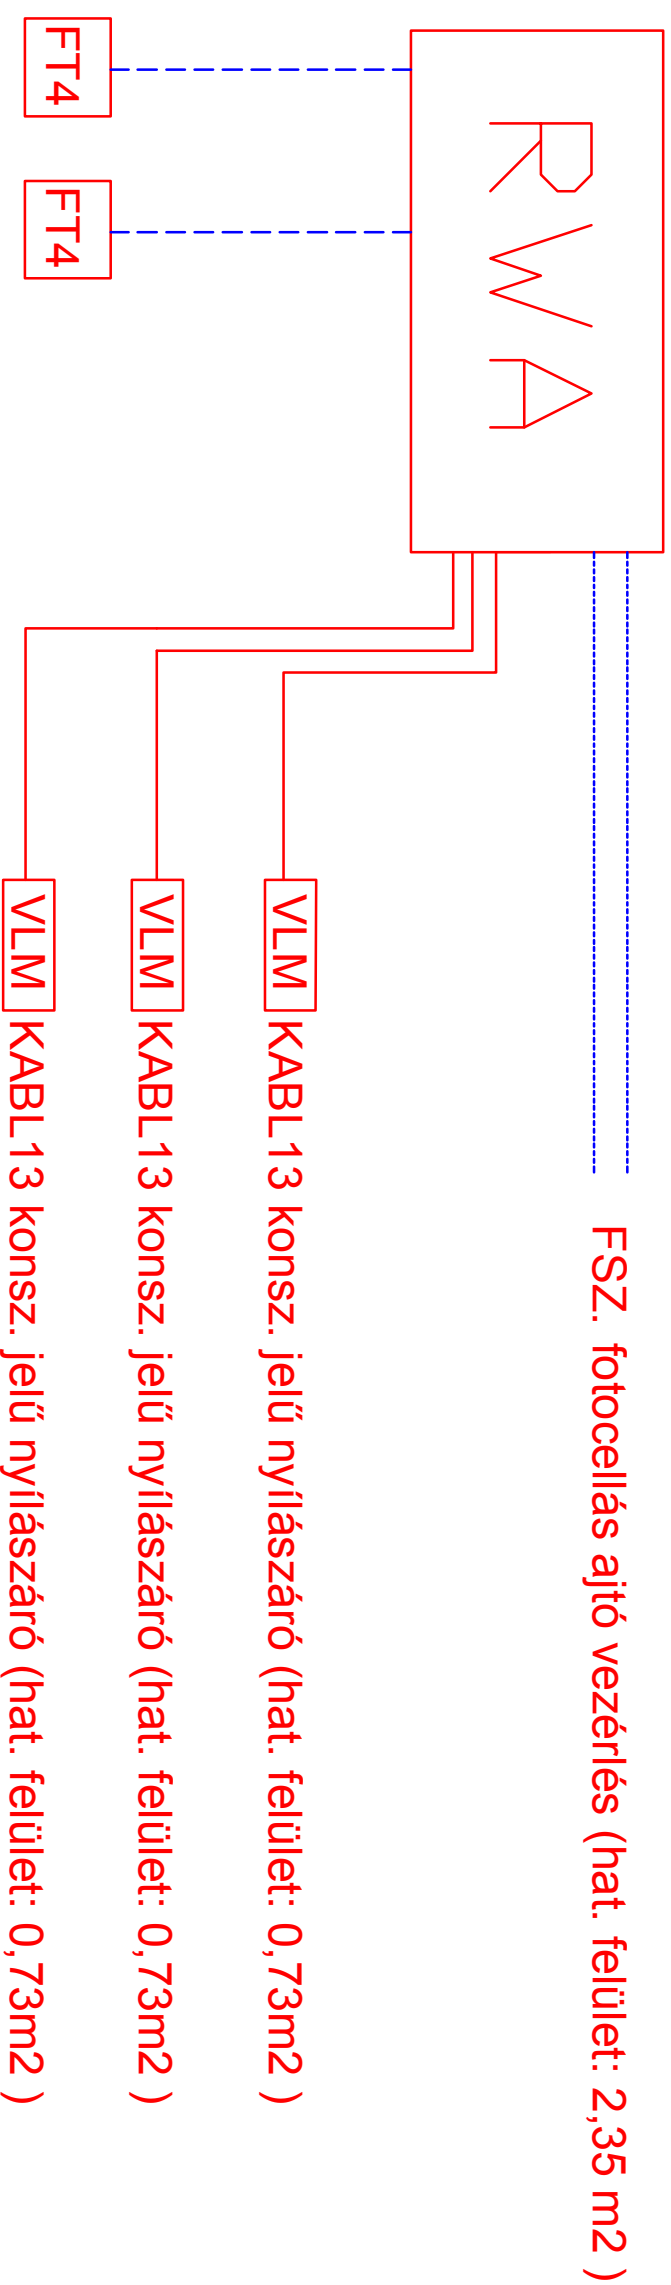 RWA
FSZ. fotocellás ajtó vezérlés (hat. felület: 2,35 m2 )
VLM KABL13 konsz. jelű nyílászáró (hat. felület: 0,73m2 )
VLM KABL13 konsz. jelű nyílászáró (hat. felület: 0,73m2 )
VLM KABL13 konsz. jelű nyílászáró (hat. felület: 0,73m2 )
FT4
FT4